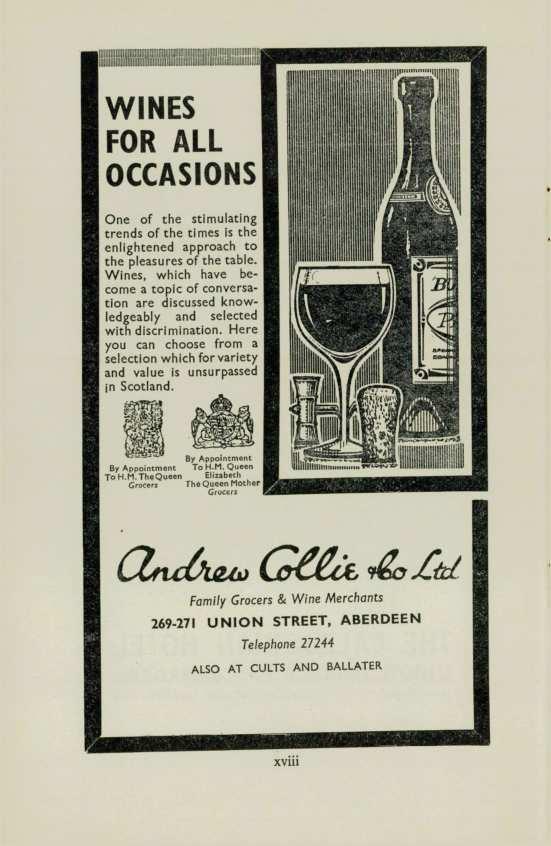 WINES
FOR ALL
OCCASIONS
One of the stimulating
trends of the times is the
enlightened approach to
the pleasures of the table.
Wines, which have be-
come a topic of conversa-
tion are discussed know-
ledgeably and selected
with discrimination. Here
you can choose from a
selection which for variety
and value is unsurpassed
in Scotland.
By Appointment
To H.M. The Queen
Grocers
By Appointment
To H.M. Queen
Elizabeth
The Queen Mother
Grocers
Andrew Collie & Co Ltd
Family Grocers & Wine Merchants
269-271 UNION STREET, ABERDEEN
Telephone 27244
ALSO AT CULTS AND BALLATER
xviii